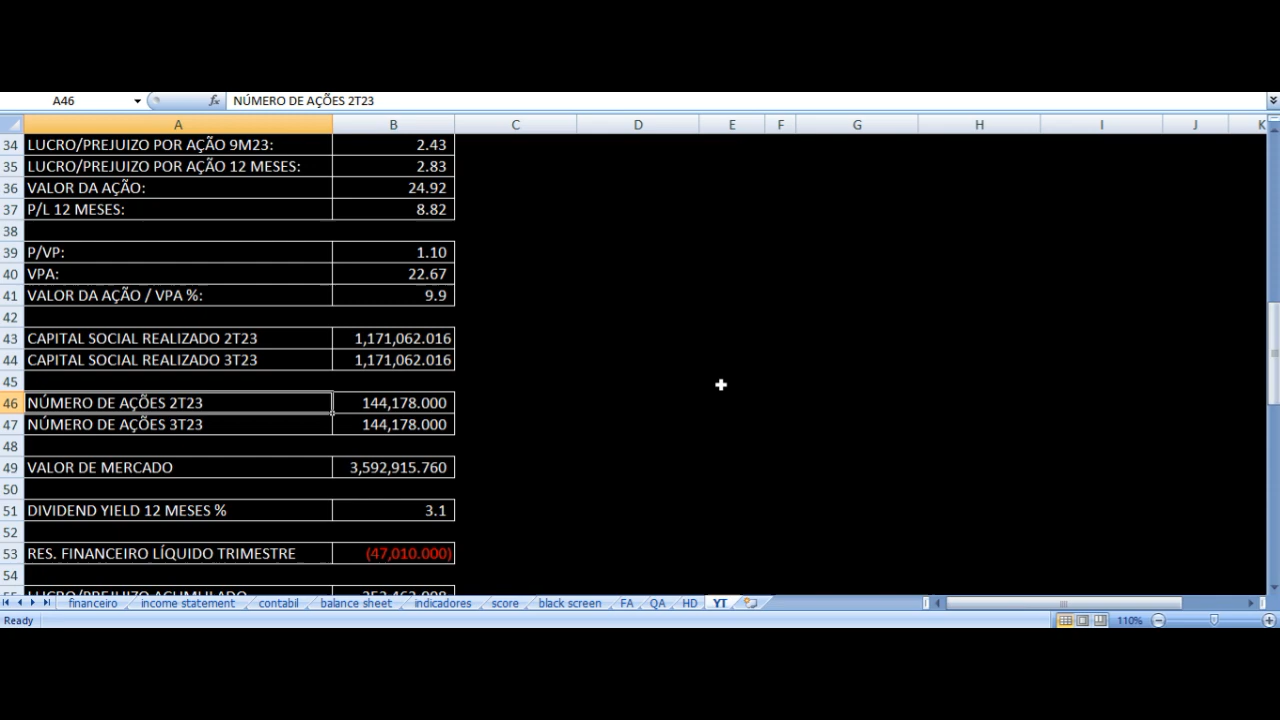 A46 fx NÚMERO DE AÇÕES 2T23
A B C D E F G H I J K
34 LUCRO/PREJUIZO POR AÇÃO 9M23: 2.43
35 LUCRO/PREJUIZO POR AÇÃO 12 MESES: 2.83
36 VALOR DA AÇÃO: 24.92
37 P/L 12 MESES: 8.82
38
39 P/VP: 1.10
40 VPA: 22.67
41 VALOR DA AÇÃO / VPA %: 9.9
42
43 CAPITAL SOCIAL REALIZADO 2T23 1,171,062.016
44 CAPITAL SOCIAL REALIZADO 3T23 1,171,062.016
45
46 NÚMERO DE AÇÕES 2T23 144,178.000
47 NÚMERO DE AÇÕES 3T23 144,178.000
48
49 VALOR DE MERCADO 3,592,915.760
50
51 DIVIDEND YIELD 12 MESES % 3.1
52
53 RES. FINANCEIRO LÍQUIDO TRIMESTRE (47,010.000)
54
55 LUCRO/PREJUIZO ACUMULADO
financeiro income statement contabil balance sheet indicadores score black screen FA QA HD YT
Ready 110%